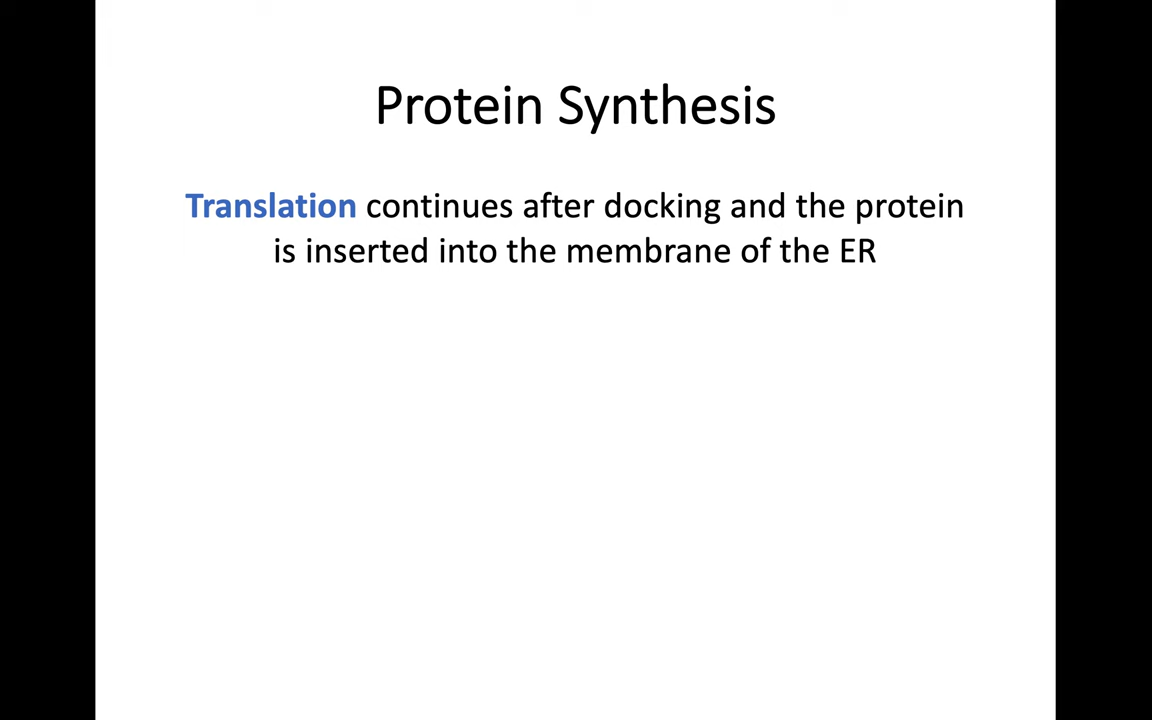 Protein Synthesis
Translation continues after docking and the protein
is inserted into the membrane of the ER